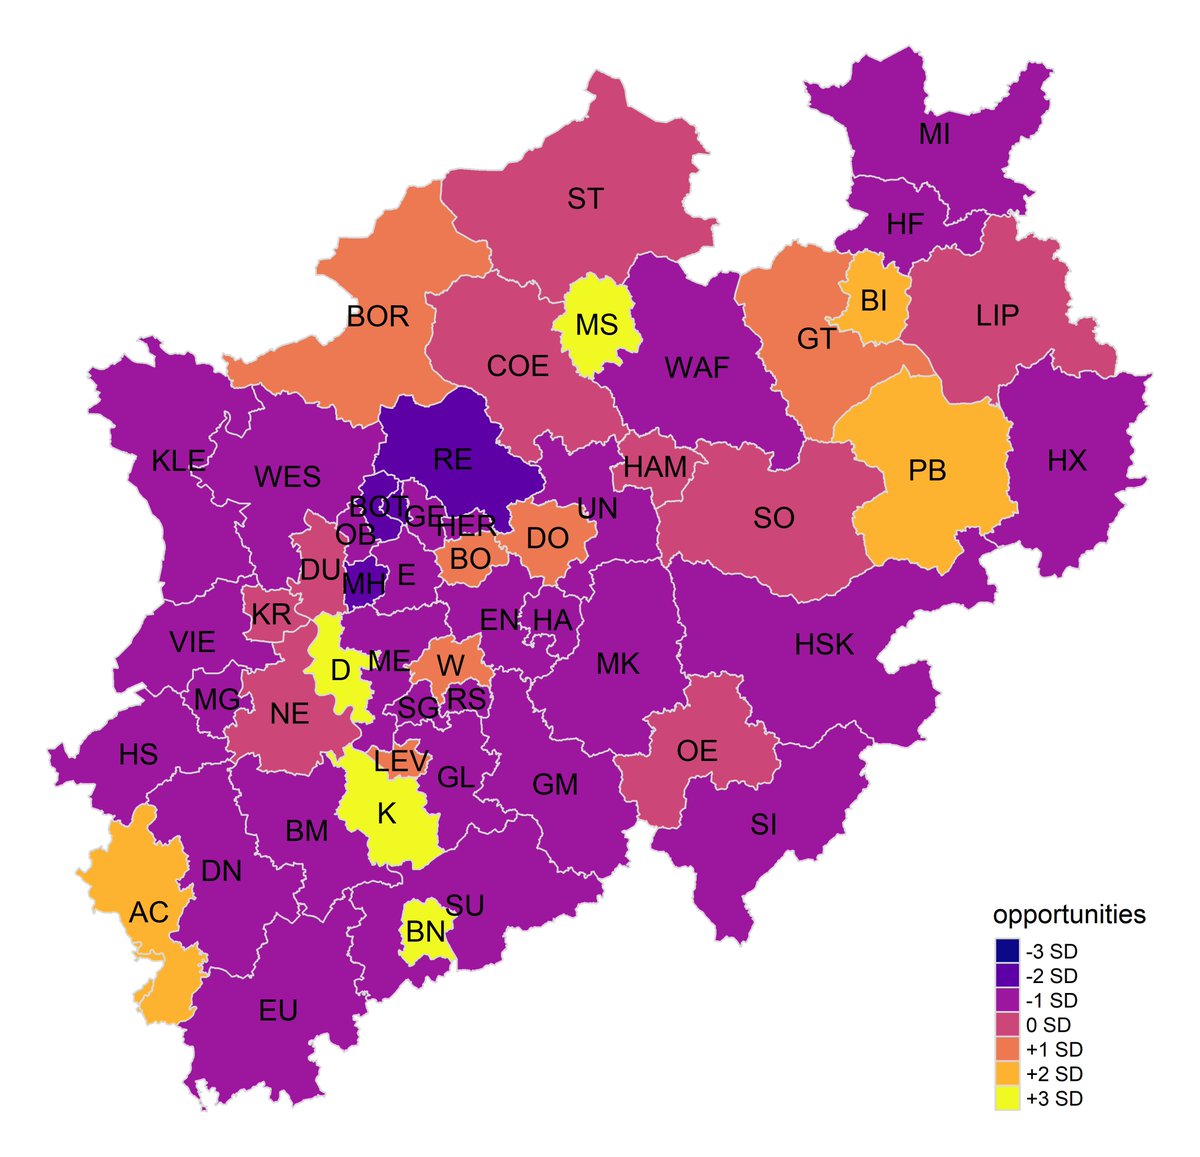 MI
ST
HF
BI
BOR
MS
LIP
GT
COE
WAF
KLE
WES
RE
HAM
PB
HX
BOT
GE
UN
SO
OB
HER
DO
DU
MH
E
BO
KR
EN
HA
VIE
D
ME
W
MK
HSK
MG
NE
SG
RS
HS
LEV
GL
GM
OE
BM
K
SI
DN
AC
SU
BN
EU
opportunities
-3 SD
-2 SD
-1 SD
0 SD
+1 SD
+2 SD
+3 SD